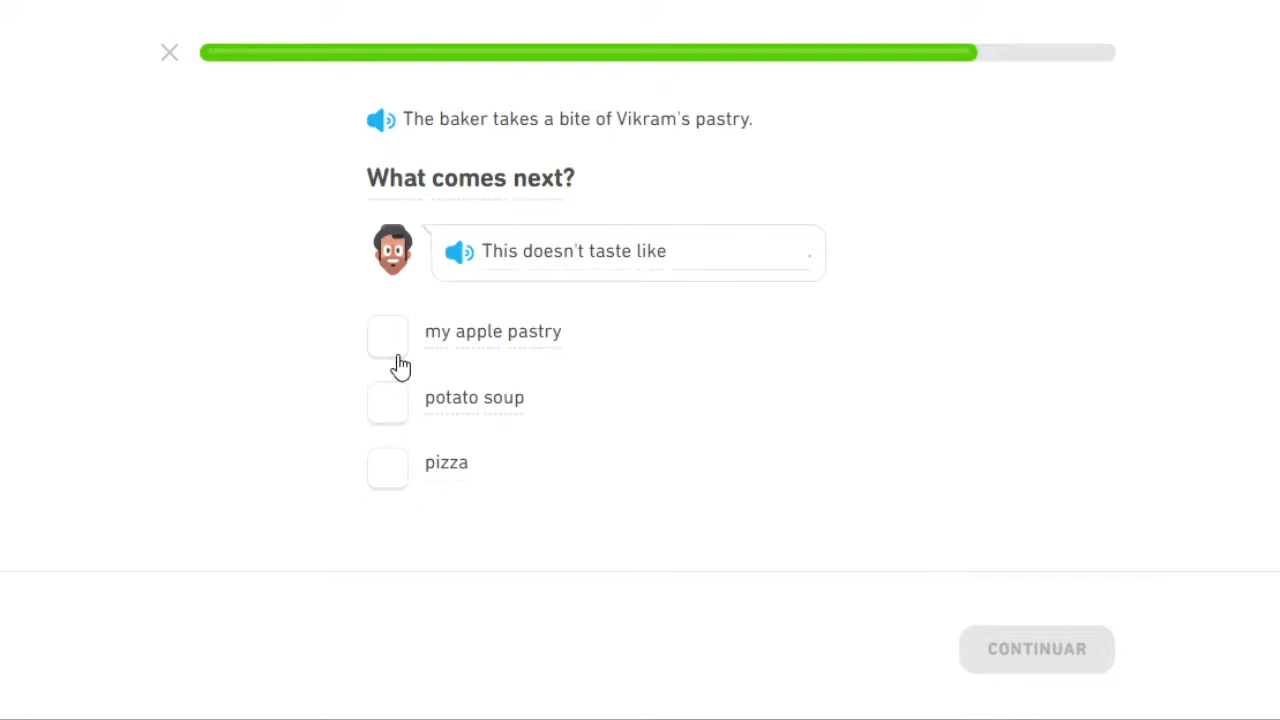 The baker takes a bite of Vikram's pastry.
What comes next?
This doesn't taste like .
my apple pastry
potato soup
pizza
CONTINUAR